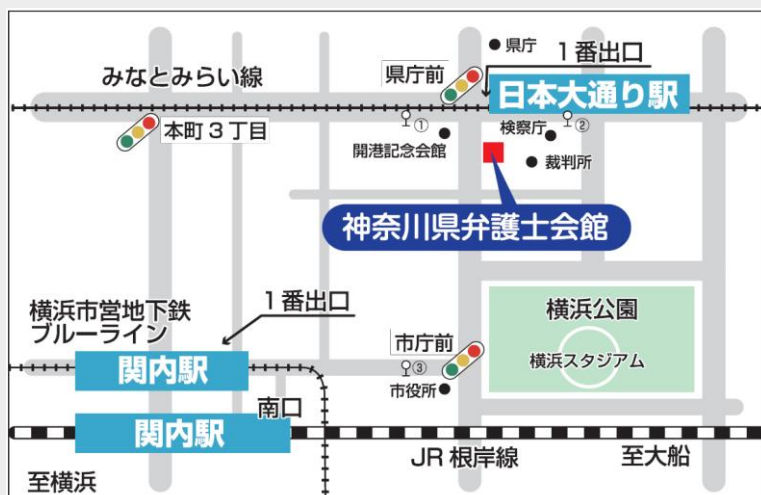 県庁
1番出口
みなとみらい線
県庁前
日本大通り駅
本町3丁目
①
②
開港記念会館
検察庁
裁判所
神奈川県弁護士会館
横浜市営地下鉄
ブルーライン
1番出口
市庁前
横浜公園
横浜スタジアム
関内駅
③
市役所
南口
関内駅
JR根岸線
至大船
至横浜